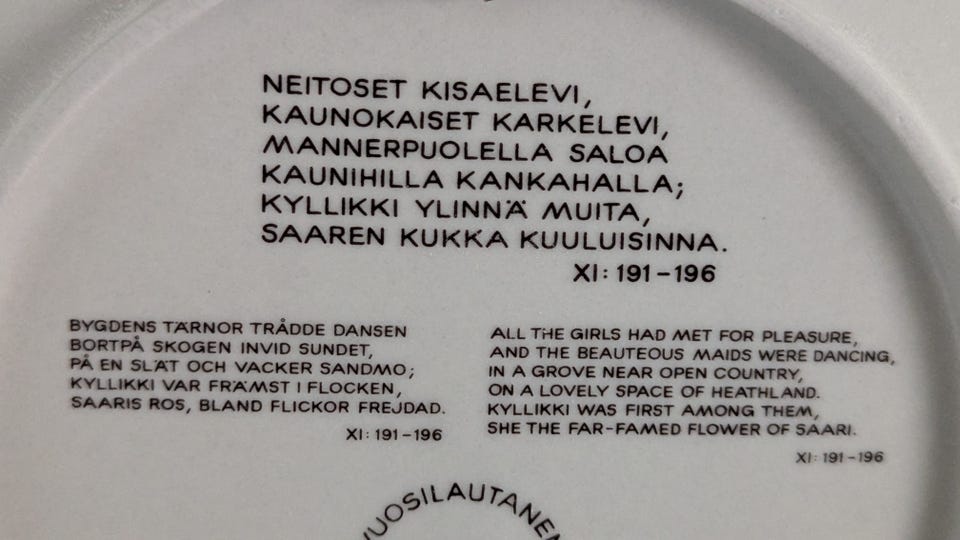 NEITOSET KISAELEVI,
KAUNOKAISET KARKELEVI,
MANNERPUOLELLA SALOA
KAUNIHILLA KANKAHALLA;
KYLLIKKI YLINNÄ MUITA,
SAAREN KUKKA KUULUISINNA.
XI: 191-196
BYGDENS TÄRNOR TRÅDDE DANSEN
BORTPÅ SKOGEN INVID SUNDET,
PÅ EN SLÄT OCH VACKER SANDMO;
KYLLIKKI VAR FRÄMST I FLOCKEN,
SAARIS ROS, BLAND FLICKOR FREJDAD.
XI: 191-196
ALL THE GIRLS HAD MET FOR PLEASURE,
AND THE BEAUTEOUS MAIDS WERE DANCING,
IN A GROVE NEAR OPEN COUNTRY,
ON A LOVELY SPACE OF HEATHLAND.
KYLLIKKI WAS FIRST AMONG THEM,
SHE THE FAR-FAMED FLOWER OF SAARI.
XI: 191-196
VUOSILAUTANEN